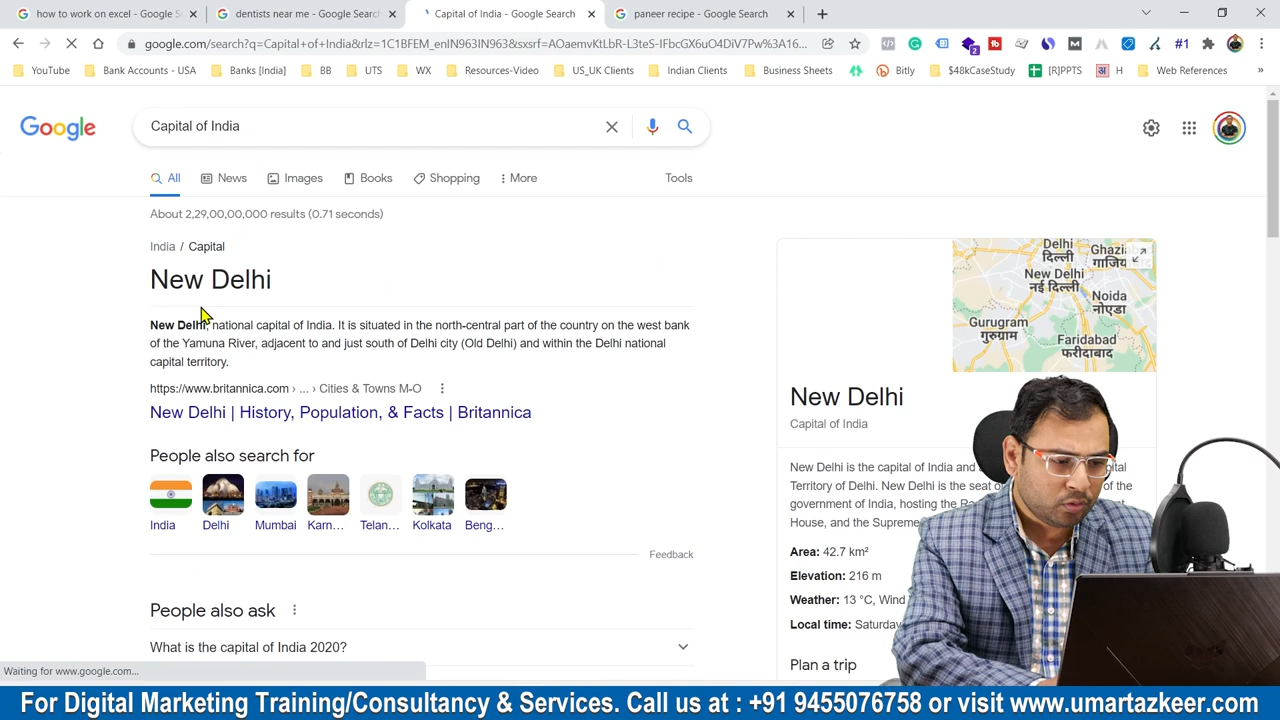 how to work on excel - Google S
dentists near me - Google Search
Capital of India - Google Search
paneer recipe - Google Search
google.com/search?q=Capital+of+India&rlz=1C1BFEM_enIN963IN963&sxsrf=AOaemvKtLbR-L3teS-IFbcGX6uO4DiV7Pw%3A16...
#1
YouTube
Bank Accounts - USA
Banks [India]
BR
UTS
WX
Resources-Video
US_UK Clients
Indian Clients
Business Sheets
Bitly
$48kCaseStudy
[R]PPTS
H
Web References
Google
Capital of India
All
News
Images
Books
Shopping
More
Tools
About 2,29,00,00,000 results (0.71 seconds)
India / Capital
New Delhi
New Delhi, national capital of India. It is situated in the north-central part of the country on the west bank
of the Yamuna River, adjacent to and just south of Delhi city (Old Delhi) and within the Delhi national
capital territory.
https://www.britannica.com › ... › Cities & Towns M-O
New Delhi | History, Population, & Facts | Britannica
People also search for
India
Delhi
Mumbai
Karn...
Telan...
Kolkata
Beng...
Feedback
People also ask
What is the capital of India 2020?
Delhi
दिल्ली
New Delhi
नई दिल्ली
Noida
नोएडा
Gurugram
गुरुग्राम
Faridabad
फरीदाबाद
New Delhi
Capital of India
New Delhi is the capital of India and
Territory of Delhi. New Delhi is the seat of the
government of India, hosting the
House, and the Supreme
Area: 42.7 km²
Elevation: 216 m
Weather: 13 °C, Wind
Local time: Saturday
Plan a trip
Waiting for www.google.com...
For Digital Marketing Training/Consultancy & Services. Call us at : +91 9455076758 or visit www.umartazkeer.com